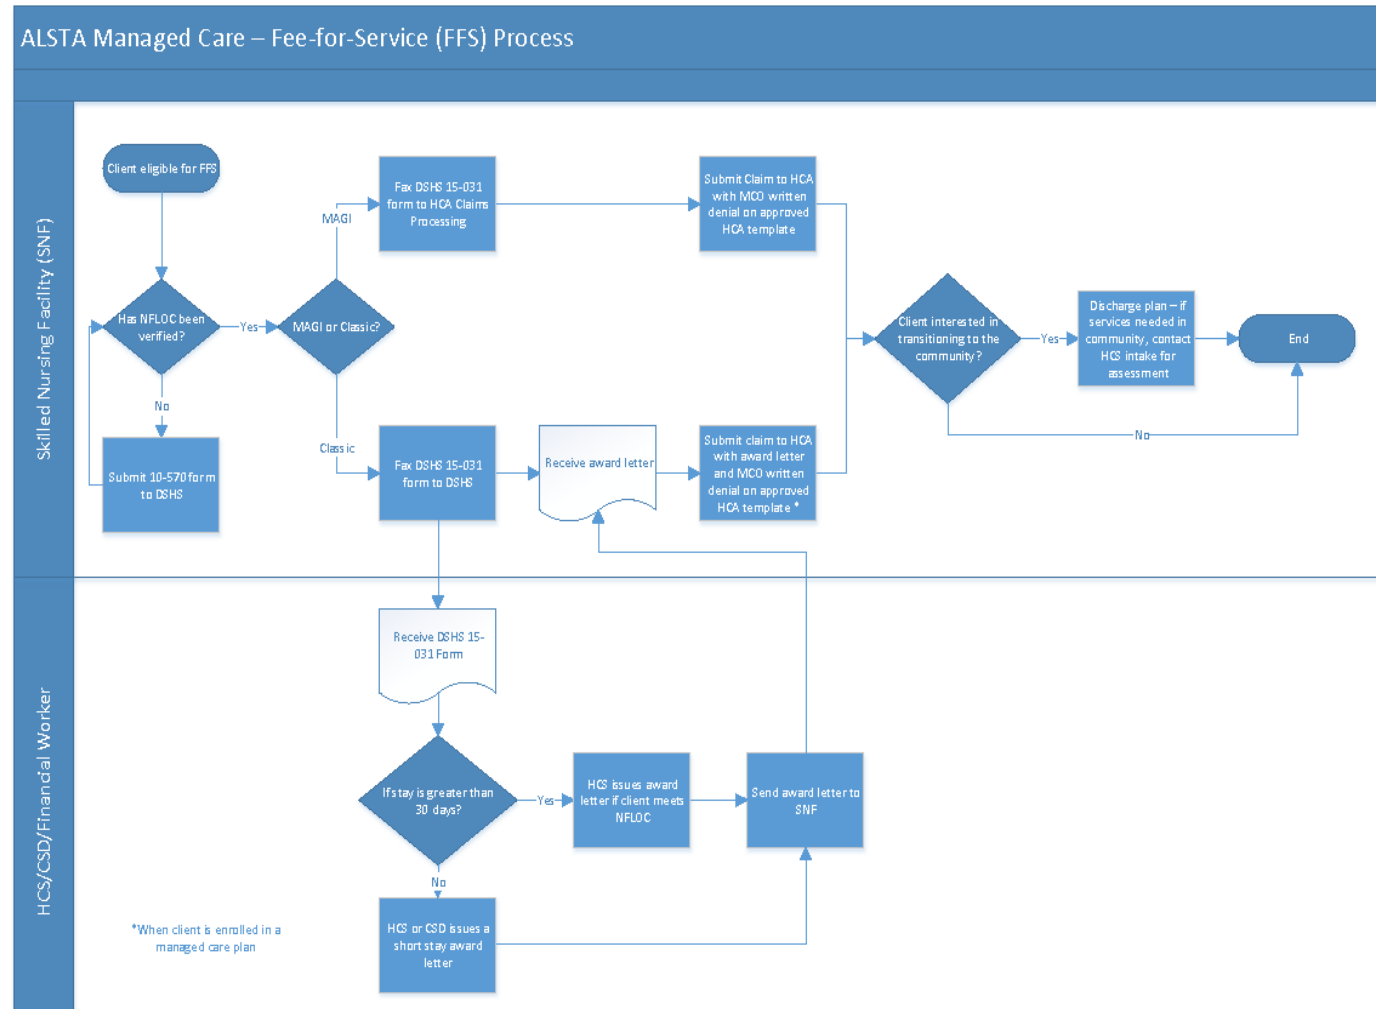 ALSTA Managed Care – Fee-for-Service (FFS) Process
Skilled Nursing Facility (SNF)
Client eligible for FFS
Has NFLOC been
verified?
Yes
No
Submit 10-570 form
to DSHS
MAGI or Classic?
MAGI
Classic
Fax DSHS 15-031
form to HCA Claims
Processing
Submit Claim to HCA
with MCO written
denial on approved
HCA template
Fax DSHS 15-031
form to DSHS
Receive award letter
Submit claim to HCA
with award letter
and MCO written
denial on approved
HCA template *
Client interested in
transitioning to the
community?
Yes
No
Discharge plan – if
services needed in
community, contact
HCS intake for
assessment
End
HCS/CSD/Financial Worker
Receive DSHS 15-
031 Form
If stay is greater than
30 days?
Yes
No
HCS issues award
letter if client meets
NFLOC
Send award letter to
SNF
HCS or CSD issues a
short stay award
letter
*When client is enrolled in a
managed care plan